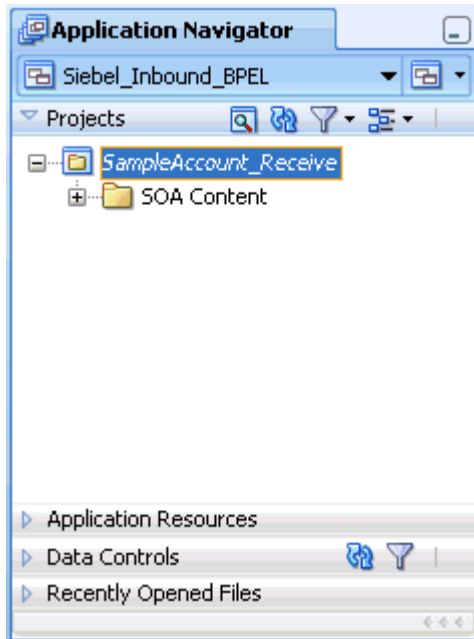 Application Navigator
Siebel_Inbound_BPEL
Projects
SampleAccount_Receive
SOA Content
Application Resources
Data Controls
Recently Opened Files